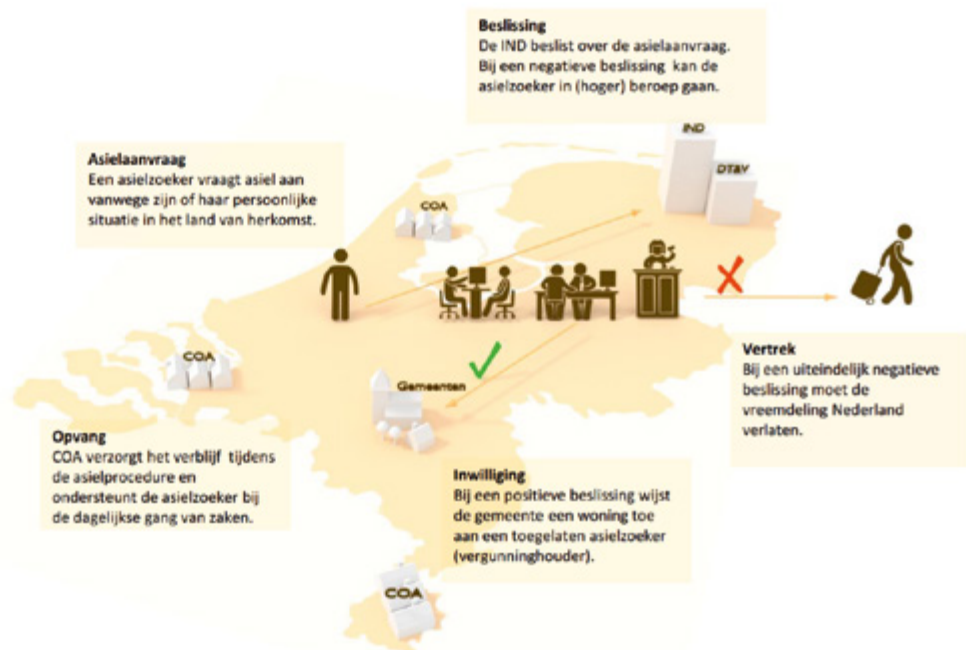 Beslissing
De IND beslist over de asielaanvraag.
Bij een negatieve beslissing kan de
asielzoeker in (hoger) beroep gaan.
IND
DT&V
Asielaanvraag
Een asielzoeker vraagt asiel aan
vanwege zijn of haar persoonlijke
situatie in het land van herkomst.
COA
COA
Gemeenten
Vertrek
Bij een uiteindelijk negatieve
beslissing moet de
vreemdeling Nederland
verlaten.
Opvang
COA verzorgt het verblijf tijdens
de asielprocedure en
ondersteunt de asielzoeker bij
de dagelijkse gang van zaken.
Inwilliging
Bij een positieve beslissing wijst
de gemeente een woning toe
aan een toegelaten asielzoeker
(vergunninghouder).
COA